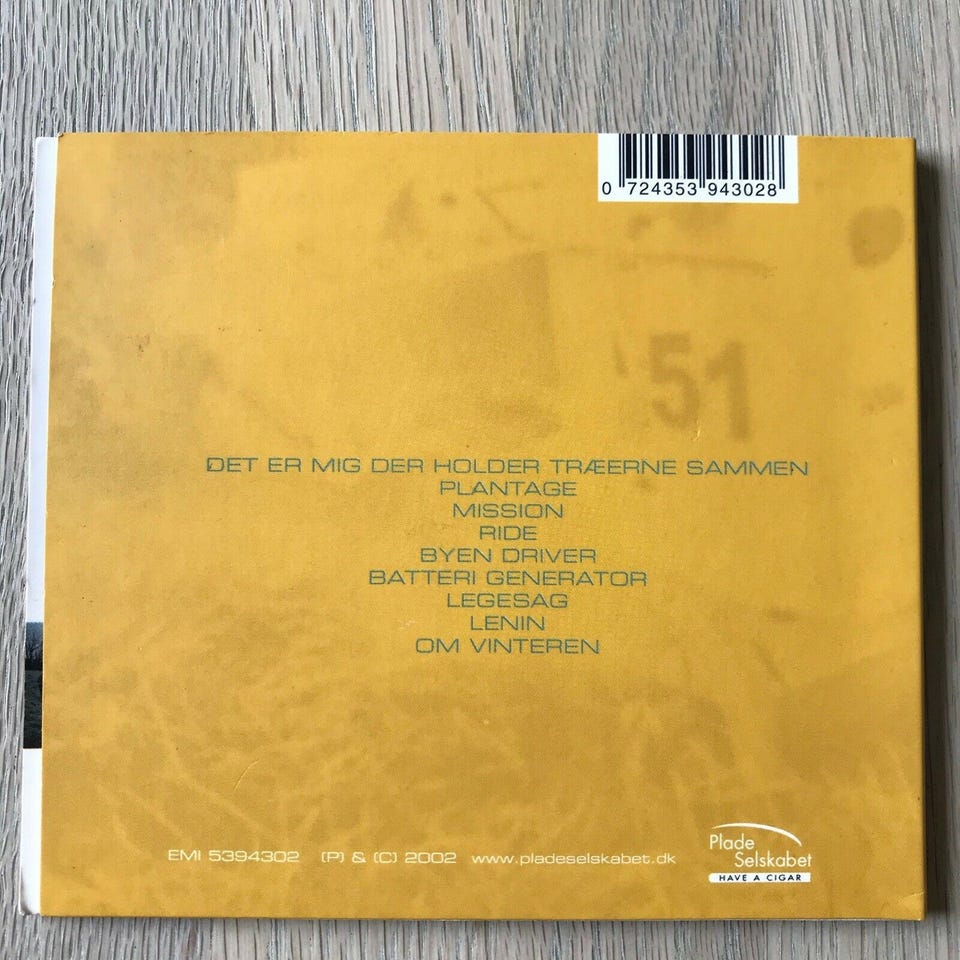 0 724353 943028
'51
DET ER MIG DER HOLDER TRÆERNE SAMMEN
PLANTAGE
MISSION
RIDE
BYEN DRIVER
BATTERI GENERATOR
LEGESAG
LENIN
OM VINTEREN
EMI 5394302 (P) & (C) 2002 www.pladeselskabet.dk
Plade
Selskabet
HAVE A CIGAR